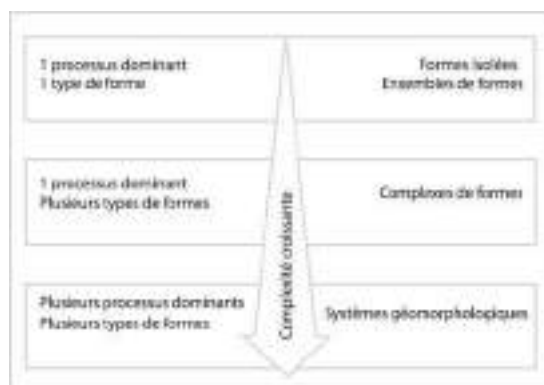 1 processus dominant
1 type de forme
Formes isolées
Ensembles de formes
1 processus dominant
Plusieurs types de formes
Complexes de formes
Complexité croissante
Plusieurs processus dominants
Plusieurs types de formes
Systèmes géomorphologiques